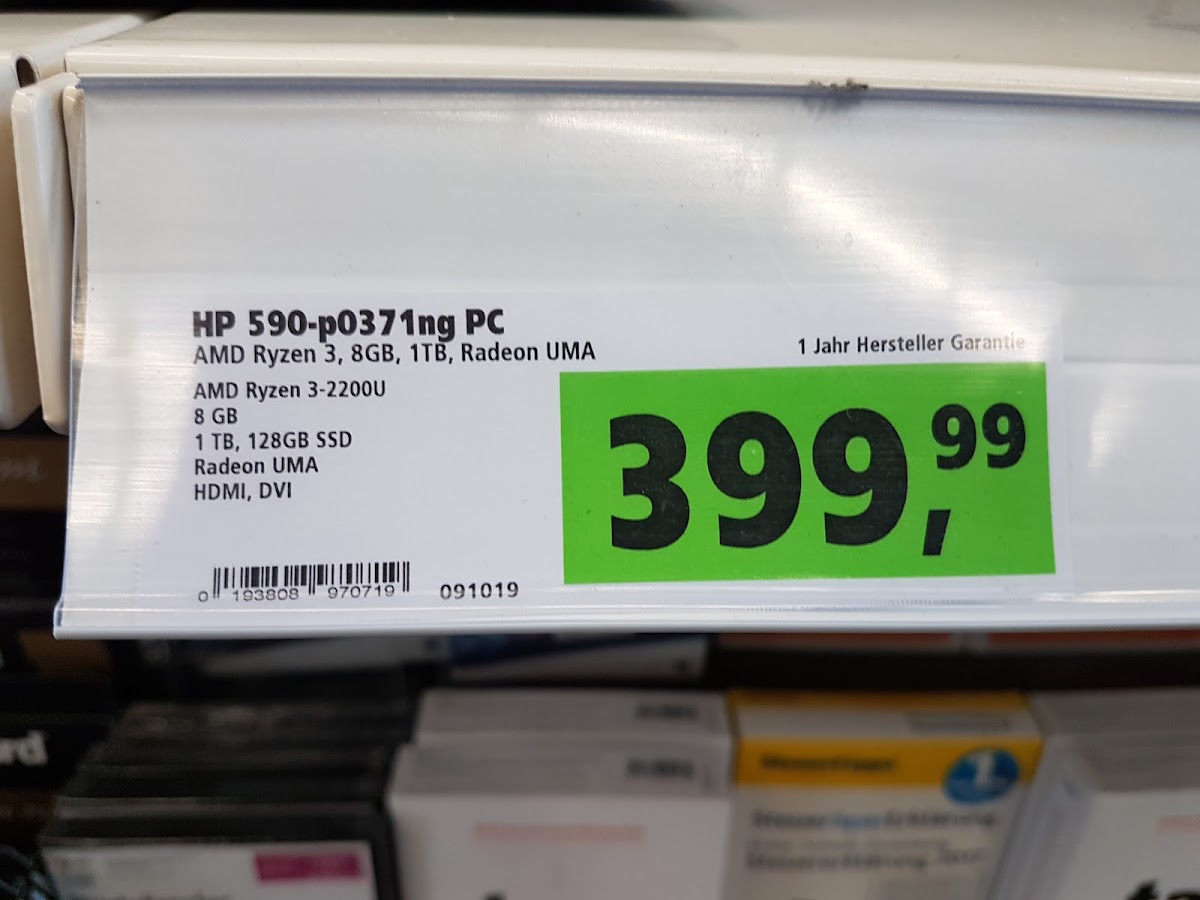 HP 590-p0371ng PC
AMD Ryzen 3, 8GB, 1TB, Radeon UMA
1 Jahr Hersteller Garantie
AMD Ryzen 3-2200U
8 GB
1 TB, 128GB SSD
Radeon UMA
HDMI, DVI
399,99
0 193808 970719
091019